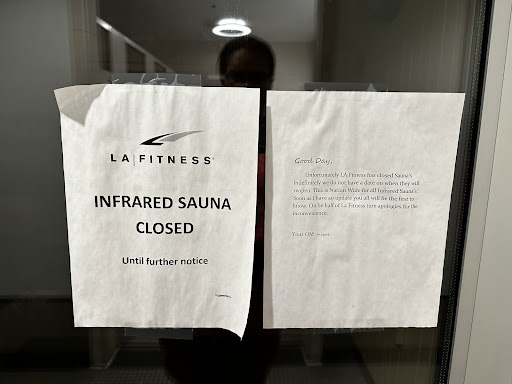 LA FITNESS
INFRARED SAUNA
CLOSED
Until further notice
Good Day,
Unfortunately LA Fitness has closed Sauna's
indefinitely we do not have a date on when they will
reopen. This is Nation Wide for all Infrared Sauna's.
Soon as I have an update you all will be the first to
know. On be half of La Fitness
apologies for the
inconvenience.
Your OM